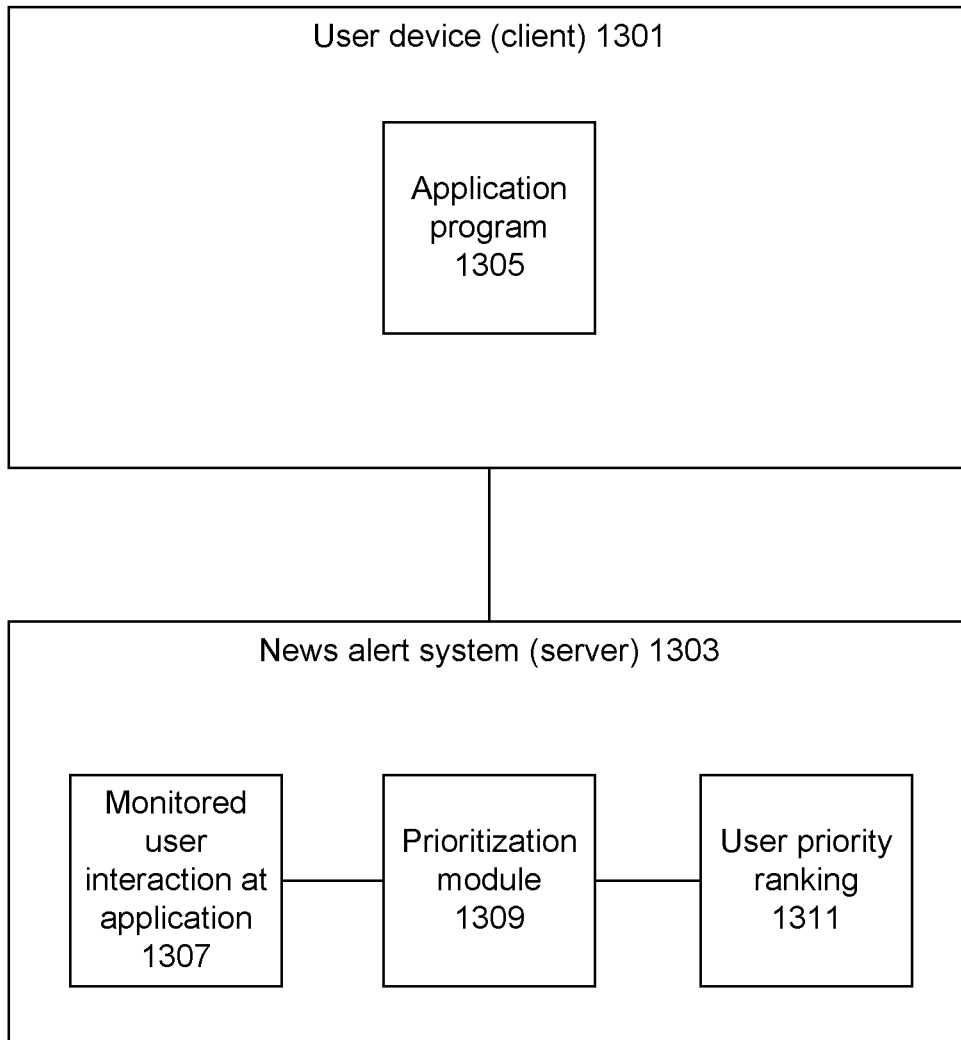 User device (client) 1301
Application
program
1305
News alert system (server) 1303
Monitored
user
interaction at
application
1307
Prioritization
module
1309
User priority
ranking
1311